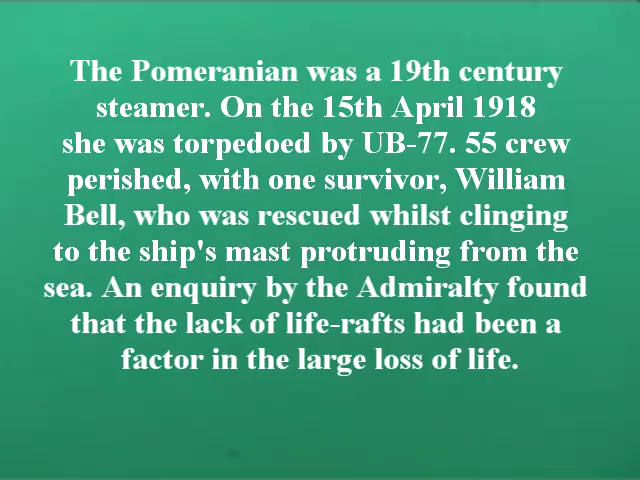 The Pomeranian was a 19th century
steamer. On the 15th April 1918
she was torpedoed by UB-77. 55 crew
perished, with one survivor, William
Bell, who was rescued whilst clinging
to the ship's mast protruding from the
sea. An enquiry by the Admiralty found
that the lack of life-rafts had been a
factor in the large loss of life.